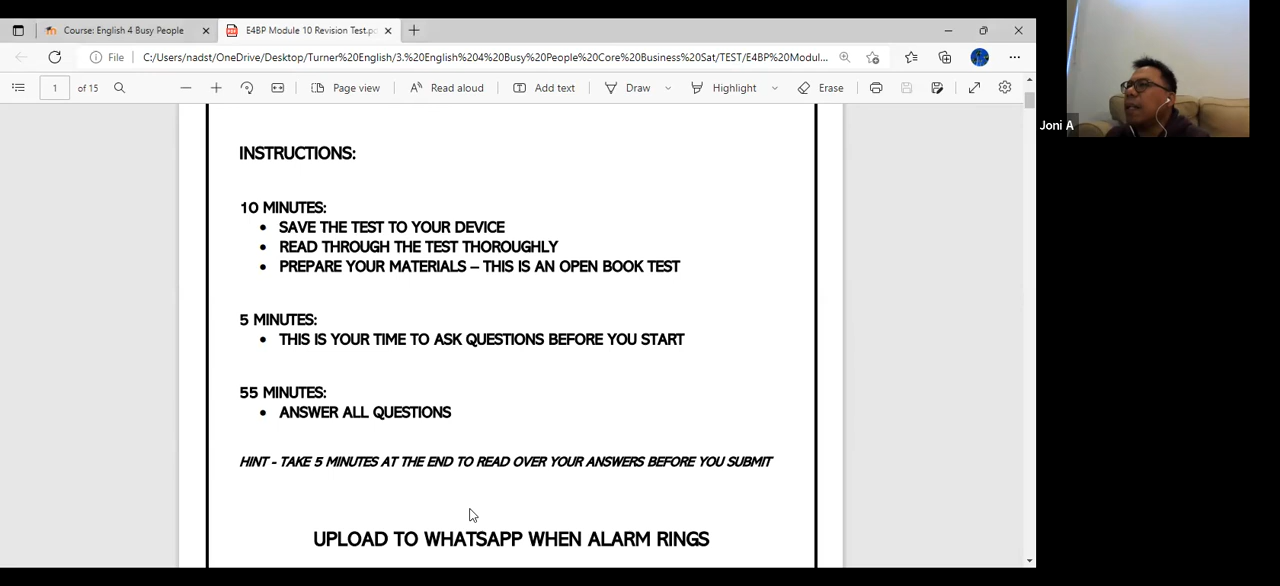 Course: English 4 Busy People
E4BP Module 10 Revision Test.pc
File
C:/Users/nadst/OneDrive/Desktop/Turner%20English/3.%20English%204%20Busy%20People%20Core%20Business%20Sat/TEST/E4BP%20Modul...
1 of 15
Page view
Read aloud
Add text
Draw
Highlight
Erase
Joni A
INSTRUCTIONS:
10 MINUTES:
• SAVE THE TEST TO YOUR DEVICE
• READ THROUGH THE TEST THOROUGHLY
• PREPARE YOUR MATERIALS – THIS IS AN OPEN BOOK TEST
5 MINUTES:
• THIS IS YOUR TIME TO ASK QUESTIONS BEFORE YOU START
55 MINUTES:
• ANSWER ALL QUESTIONS
HINT - TAKE 5 MINUTES AT THE END TO READ OVER YOUR ANSWERS BEFORE YOU SUBMIT
UPLOAD TO WHATSAPP WHEN ALARM RINGS